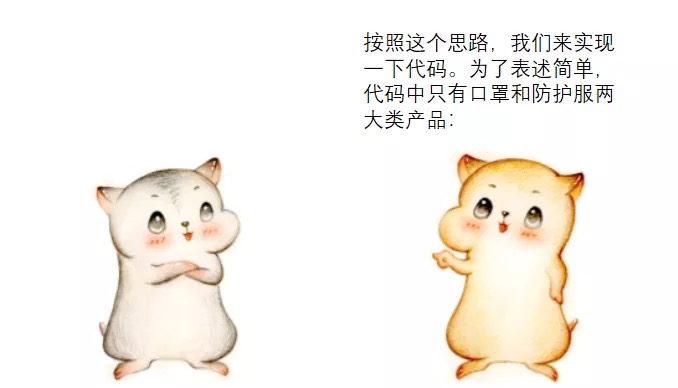 按照这个思路，我们来实现
一下代码。为了表述简单，
代码中只有口罩和防护服两
大类产品：